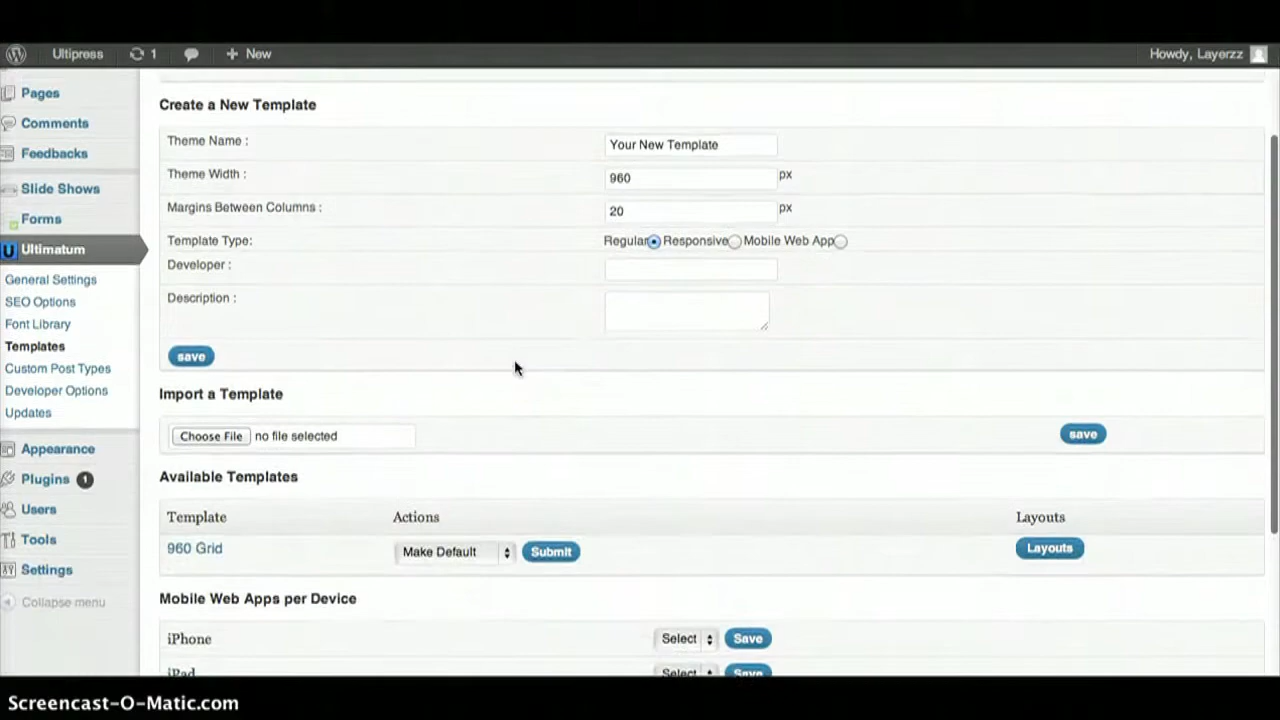 Ultipress 1 New Howdy, Layerzz
Pages
Comments
Feedbacks
Slide Shows
Forms
U Ultimatum
General Settings
SEO Options
Font Library
Templates
Custom Post Types
Developer Options
Updates
Appearance
Plugins 1
Users
Tools
Settings
Collapse menu
Create a New Template
Theme Name : Your New Template
Theme Width : 960 px
Margins Between Columns : 20 px
Template Type: Regular Responsive Mobile Web App
Developer :
Description :
save
Import a Template
Choose File no file selected save
Available Templates
Template Actions Layouts
960 Grid Make Default Submit Layouts
Mobile Web Apps per Device
iPhone Select Save
iPad Select Save
Screencast-O-Matic.com